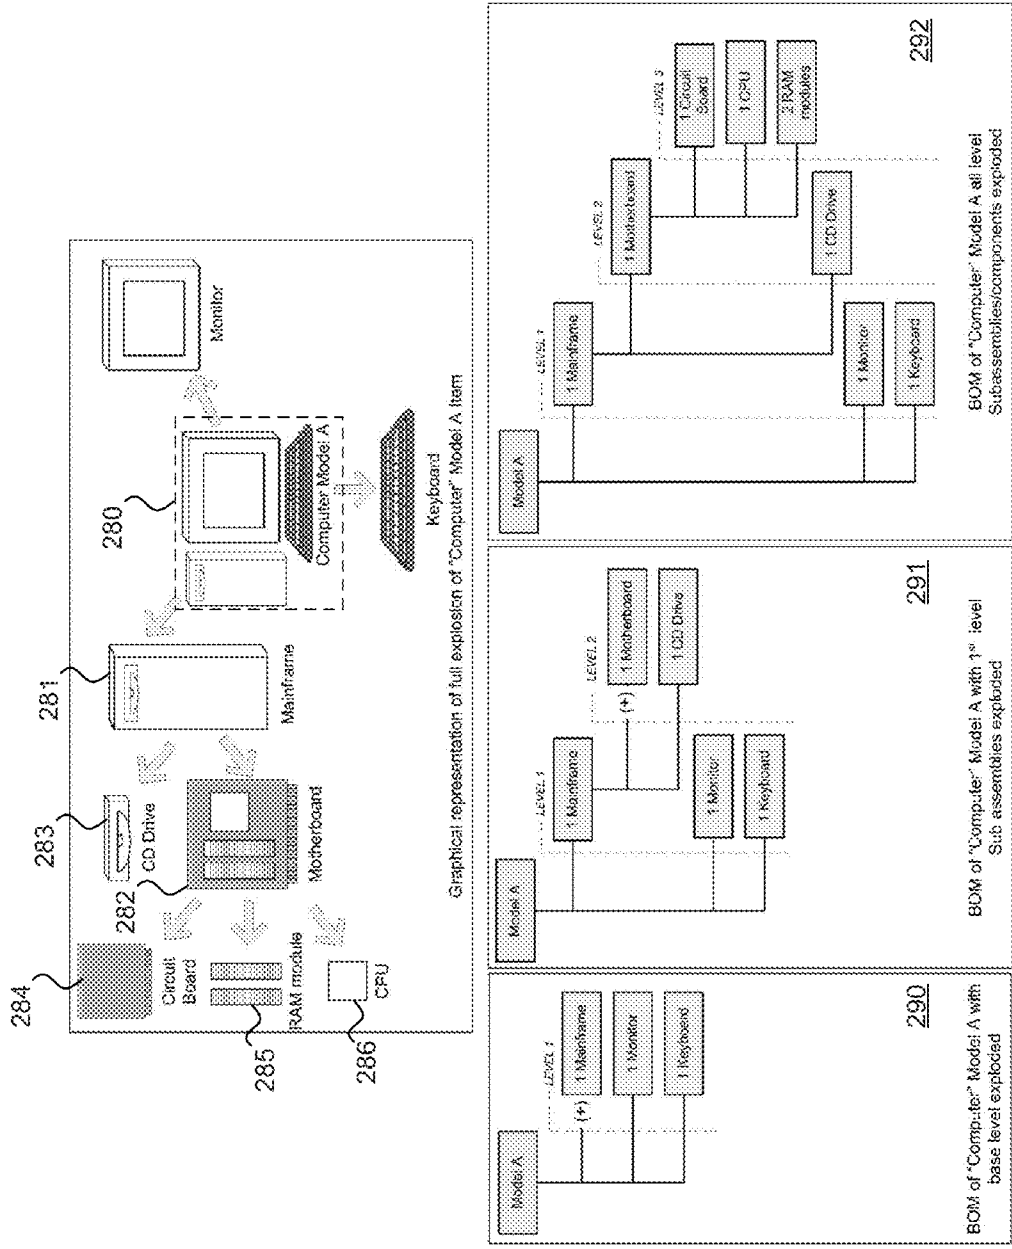 284
283
281
280
282
285
286
Circuit
Board
RAM module
CPU
CD Drive
Motherboard
Mainframe
Computer Model A
Monitor
Keyboard
Graphical representation of full explosion of "Computer" Model A Item
Model A
LEVEL 1
(+)
1 Mainframe
1 Monitor
1 Keyboard
290
BOM of "Computer" Model A with
base level exploded
Model A
LEVEL 1
1 Mainframe
LEVEL 2
(+)
1 Motherboard
1 CD Drive
1 Monitor
1 Keyboard
291
BOM of "Computer" Model A with 1st level
Sub assemblies exploded
Model A
LEVEL 1
1 Mainframe
LEVEL 2
1 Motherboard
LEVEL 3
1 Circuit
Board
1 CPU
2 RAM
modules
1 CD Drive
1 Monitor
1 Keyboard
292
BOM of "Computer" Model A all level
Subassemblies/components exploded